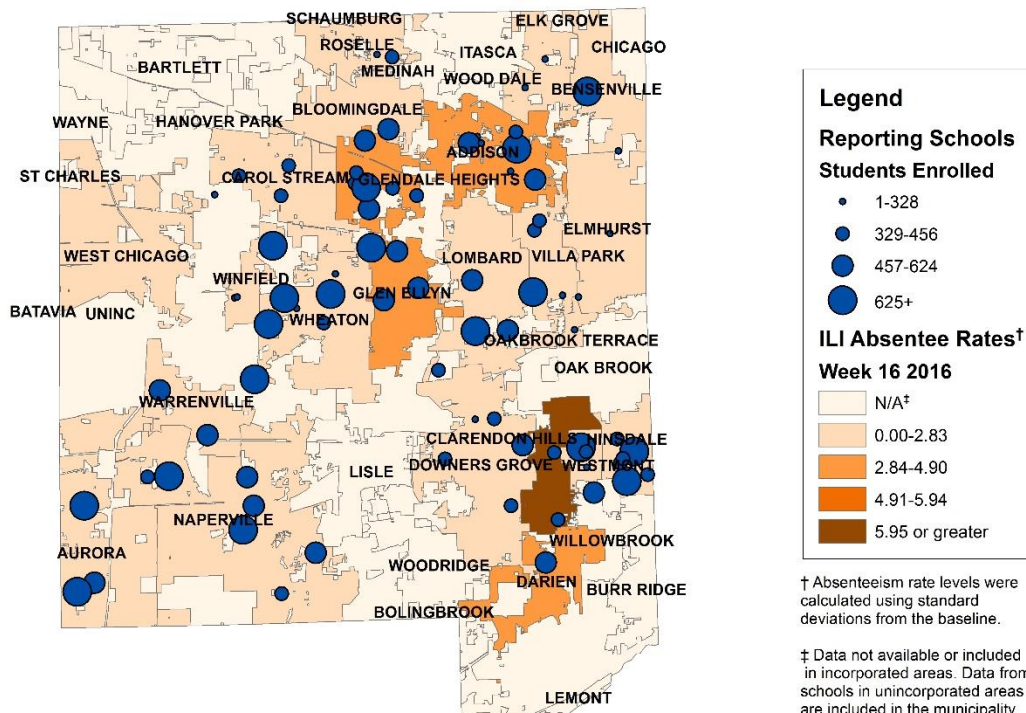 SCHAUMBURG
ELK GROVE
ROSELLE
ITASCA
CHICAGO
BARTLETT
MEDINAH
WOOD DALE
BENSENVILLE
BLOOMINGDALE
WAYNE
HANOVER PARK
ADDISON
ST CHARLES
CAROL STREAM
GLENDALE HEIGHTS
ELMHURST
WEST CHICAGO
LOMBARD
VILLA PARK
WINFIELD
GLEN ELLYN
BATAVIA
UNINC
WHEATON
OAKBROOK TERRACE
OAK BROOK
WARRENVILLE
CLARENDON HILLS
HINSDALE
LISLE
DOWNERS GROVE
WESTMONT
NAPERVILLE
WILLOWBROOK
AURORA
WOODRIDGE
DARIEN
BURR RIDGE
BOLINGBROOK
LEMONT
Legend
Reporting Schools
Students Enrolled
1-328
329-456
457-624
625+
ILI Absentee Rates†
Week 16 2016
N/A‡
0.00-2.83
2.84-4.90
4.91-5.94
5.95 or greater
† Absenteeism rate levels were
calculated using standard
deviations from the baseline.
‡ Data not available or included
in incorporated areas. Data from
schools in unincorporated areas
are included in the municipality